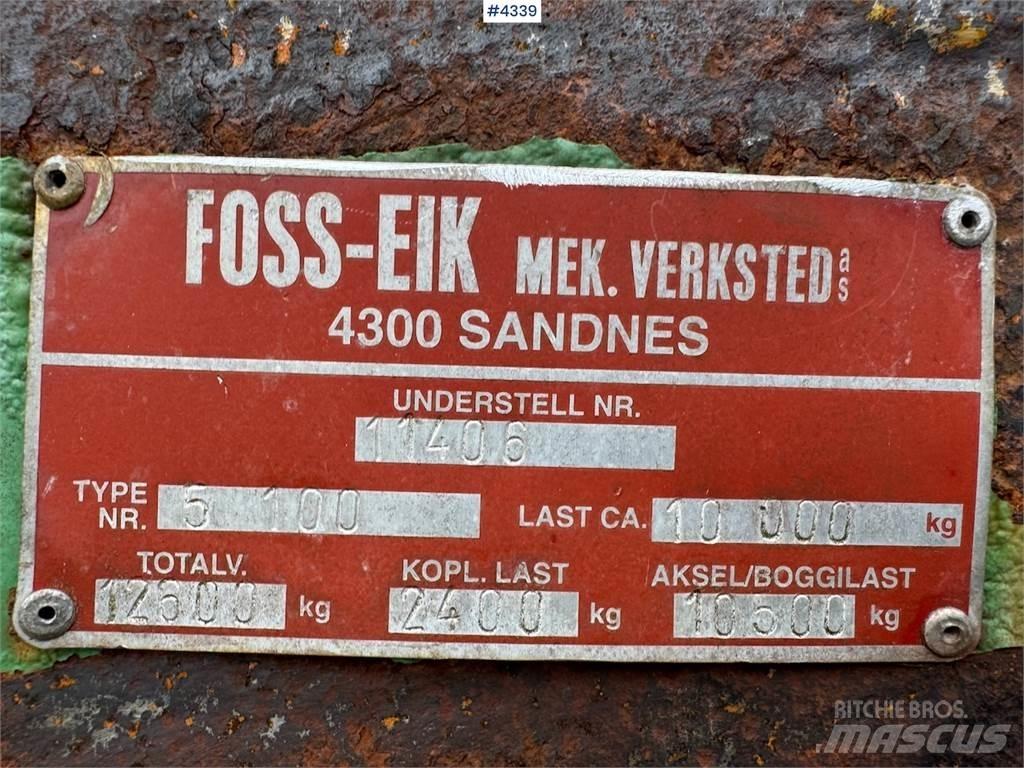 #4339
FOSS-EIK MEK. VERKSTED as
4300 SANDNES
UNDERSTELL NR.
11406
TYPE NR. 5 100 LAST CA. 10 000 kg
TOTALV. KOPL. LAST AKSEL/BOGGILAST
12600 kg 2400 kg 10500 kg
RITCHIE BROS.
MASCUS